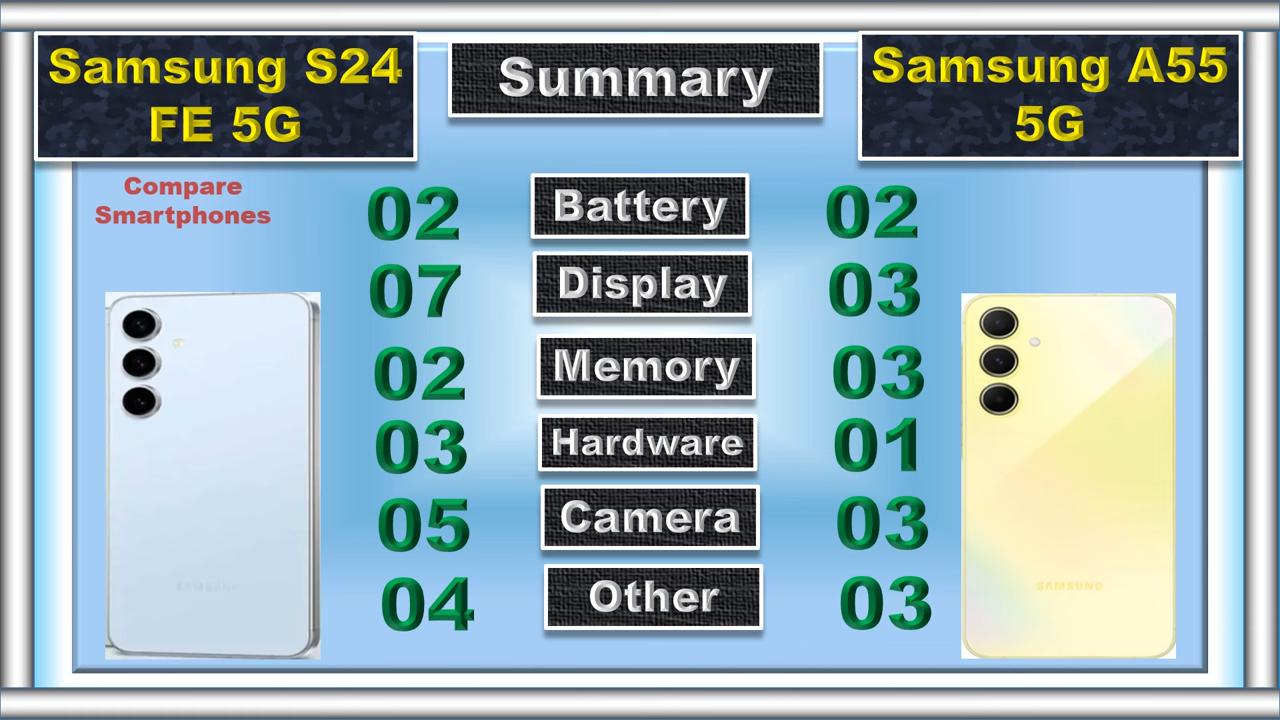 Samsung S24
FE 5G
Summary
Samsung A55
5G
Compare
Smartphones
02 Battery 02
07 Display 03
02 Memory 03
03 Hardware 01
05 Camera 03
04 Other 03
SAMSUNG
SAMSUNG